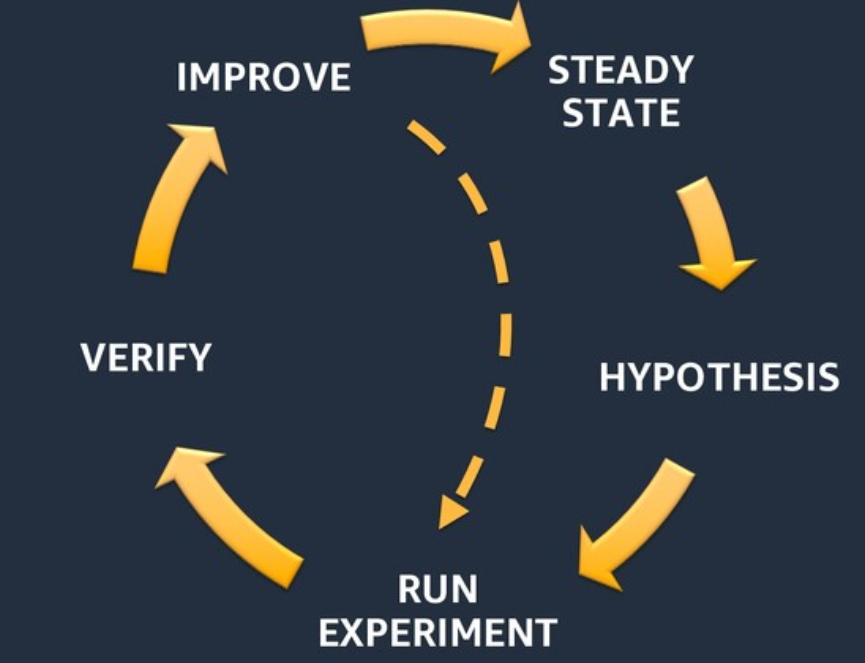 IMPROVE
STEADY
STATE
HYPOTHESIS
RUN
EXPERIMENT
VERIFY